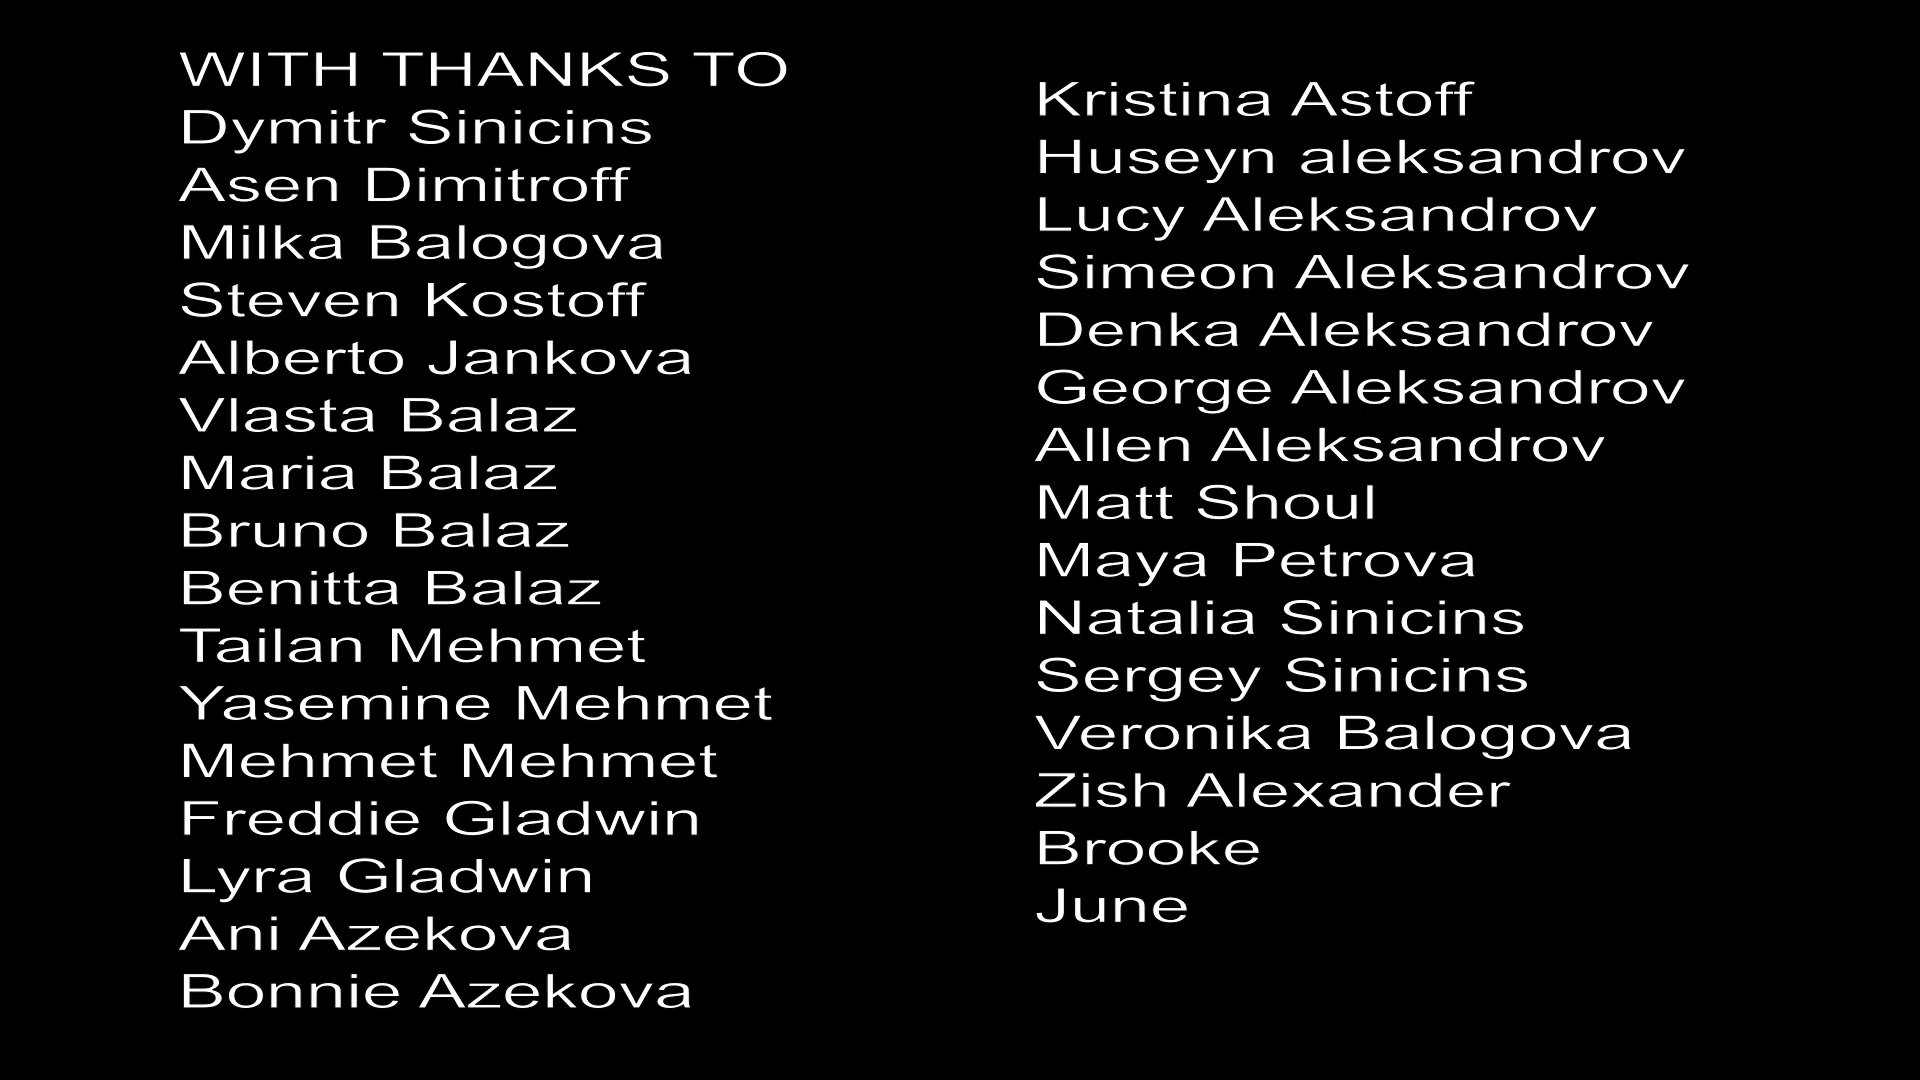 WITH THANKS TO
Dymitr Sinicins
Asen Dimitroff
Milka Balogova
Steven Kostoff
Alberto Jankova
Vlasta Balaz
Maria Balaz
Bruno Balaz
Benitta Balaz
Tailan Mehmet
Yasemine Mehmet
Mehmet Mehmet
Freddie Gladwin
Lyra Gladwin
Ani Azekova
Bonnie Azekova
Kristina Astoff
Huseyn aleksandrov
Lucy Aleksandrov
Simeon Aleksandrov
Denka Aleksandrov
George Aleksandrov
Allen Aleksandrov
Matt Shoul
Maya Petrova
Natalia Sinicins
Sergey Sinicins
Veronika Balogova
Zish Alexander
Brooke
June